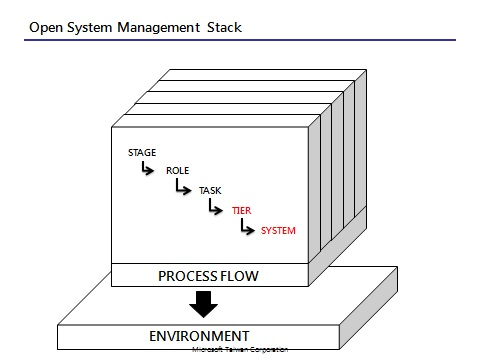 Open System Management Stack
STAGE
ROLE
TASK
TIER
SYSTEM
PROCESS FLOW
ENVIRONMENT
Microsoft Taiwan Corporation